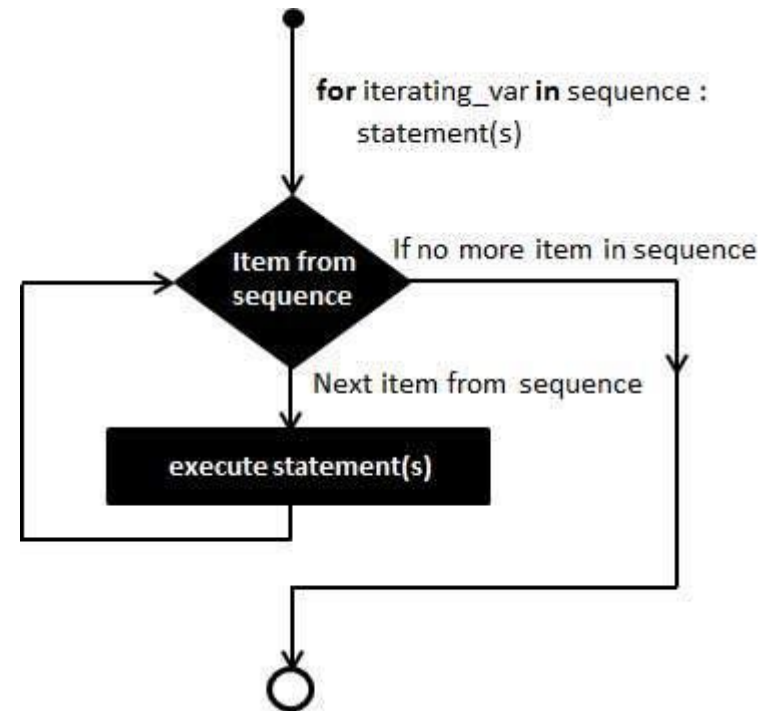 for iterating_var in sequence :
statement(s)
If no more item in sequence
Item from
sequence
Next item from sequence
execute statement(s)